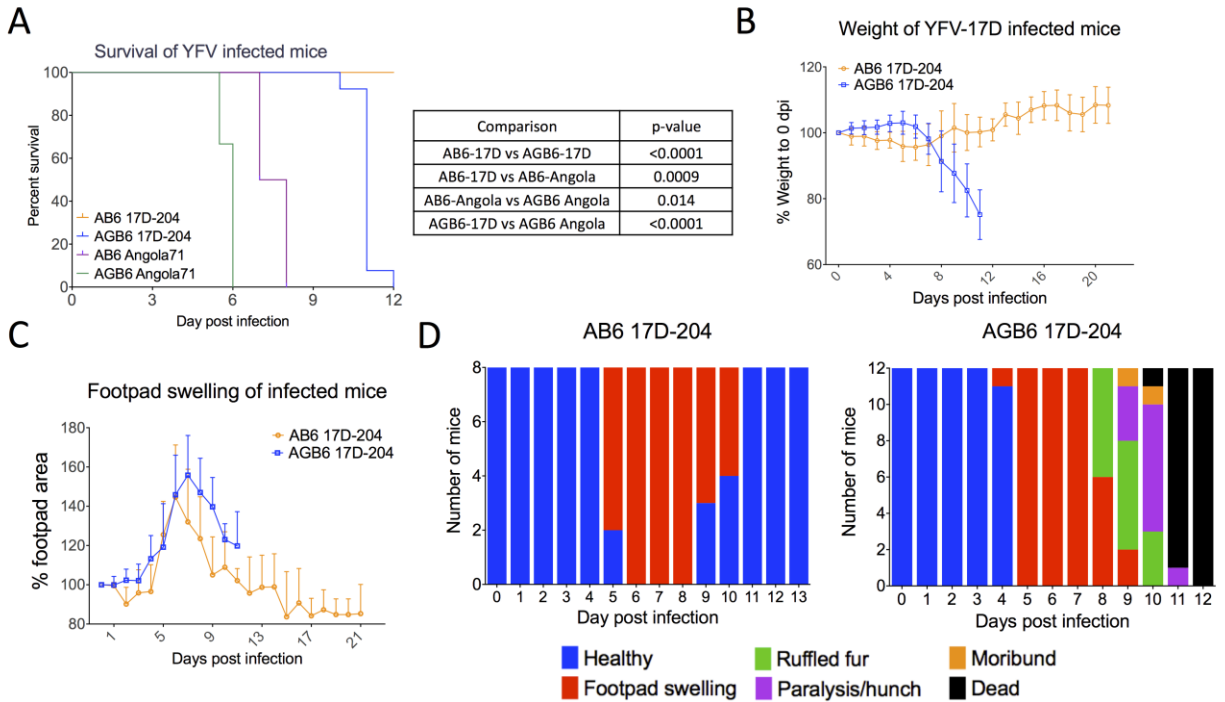 A
Survival of YFV infected mice
Percent survival
100
80
60
40
20
0
AB6 17D-204
AGB6 17D-204
AB6 Angola71
AGB6 Angola71
0 3 6 9 12
Day post infection
Comparison p-value
AB6-17D vs AGB6-17D <0.0001
AB6-17D vs AB6-Angola 0.0009
AB6-Angola vs AGB6 Angola 0.014
AGB6-17D vs AGB6 Angola <0.0001
B
Weight of YFV-17D infected mice
AB6 17D-204
AGB6 17D-204
% Weight to 0 dpi
120
100
80
60
0 4 8 12 16 20
Days post infection
C
Footpad swelling of infected mice
AB6 17D-204
AGB6 17D-204
% footpad area
180
160
140
120
100
80
1 5 9 13 17 21
Days post infection
D
AB6 17D-204
Number of mice
8
6
4
2
0
0 1 2 3 4 5 6 7 8 9 10 11 12 13
Day post infection
AGB6 17D-204
Number of mice
12
10
8
6
4
2
0
0 1 2 3 4 5 6 7 8 9 10 11 12
Days post infection
Healthy
Footpad swelling
Ruffled fur
Paralysis/hunch
Moribund
Dead